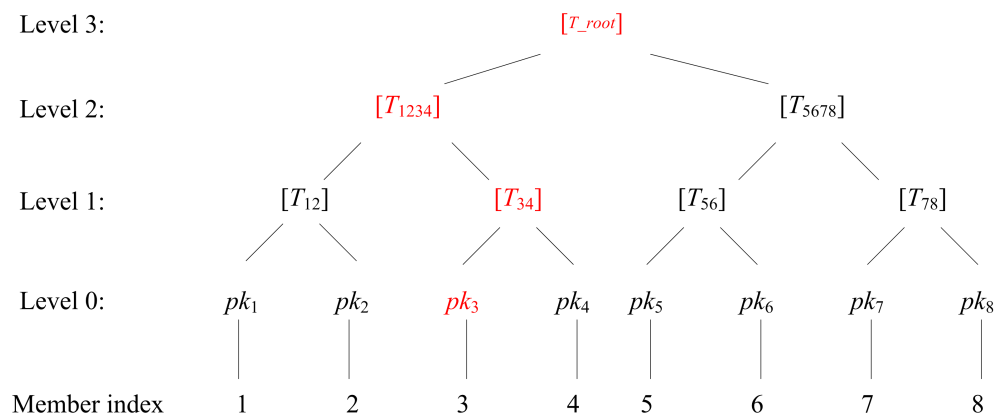 Level 3: [T_root]
Level 2: [T₁₂₃₄] [T₅₆₇₈]
Level 1: [T₁₂] [T₃₄] [T₅₆] [T₇₈]
Level 0: pk₁ pk₂ pk₃ pk₄ pk₅ pk₆ pk₇ pk₈
Member index 1 2 3 4 5 6 7 8